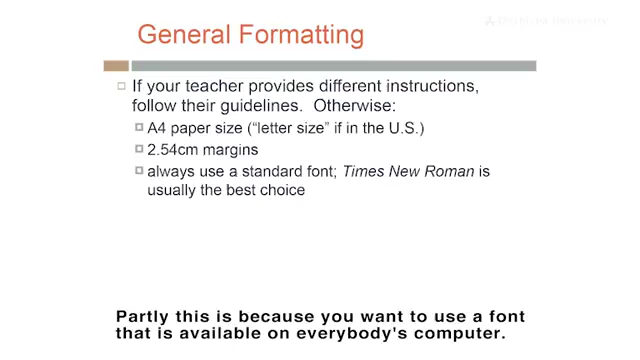 General Formatting
If your teacher provides different instructions,
follow their guidelines.  Otherwise:
A4 paper size (“letter size” if in the U.S.)
2.54cm margins
always use a standard font; Times New Roman is
usually the best choice
Partly this is because you want to use a font
that is available on everybody's computer.